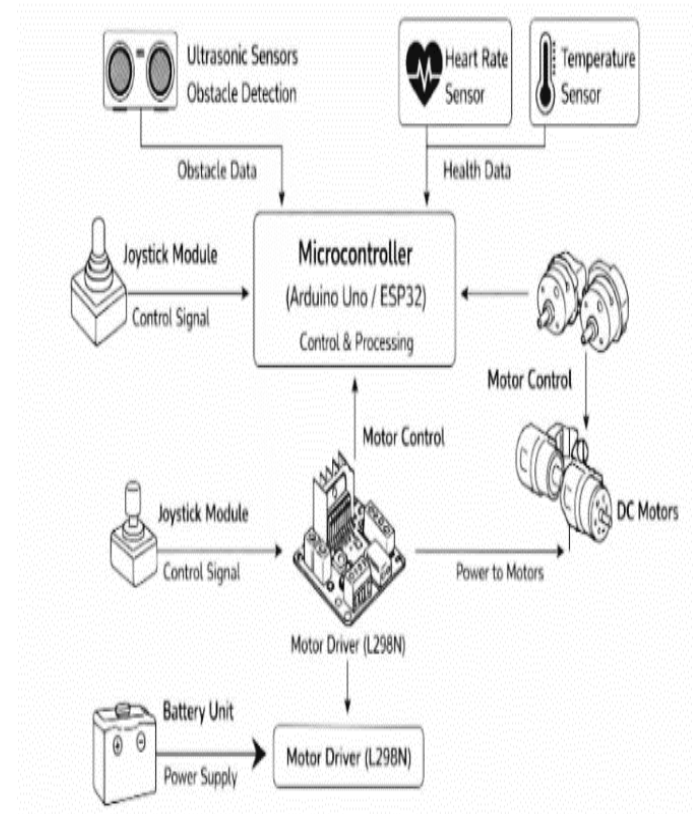 Ultrasonic Sensors
Obstacle Detection
Heart Rate
Sensor
Temperature
Sensor
Obstacle Data
Health Data
Joystick Module
Control Signal
Microcontroller
(Arduino Uno / ESP32)
Control & Processing
Motor Control
Motor Control
Joystick Module
Control Signal
DC Motors
Power to Motors
Motor Driver (L298N)
Battery Unit
Power Supply
Motor Driver (L298N)